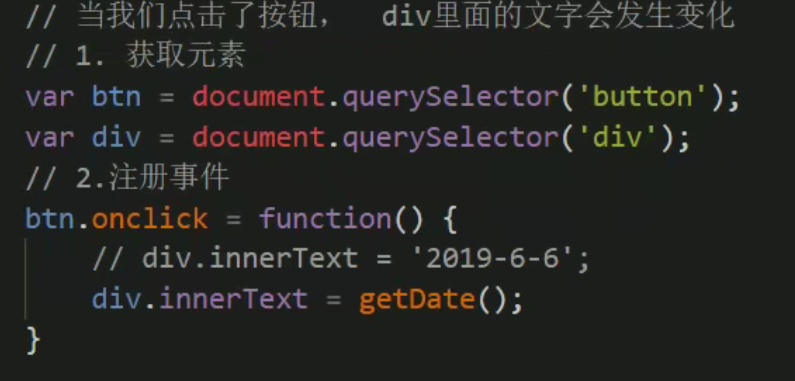 // 当我们点击了按钮,  div里面的文字会发生变化
// 1. 获取元素
var btn = document.querySelector('button');
var div = document.querySelector('div');
// 2.注册事件
btn.onclick = function() {
    // div.innerText = '2019-6-6';
    div.innerText = getDate();
}